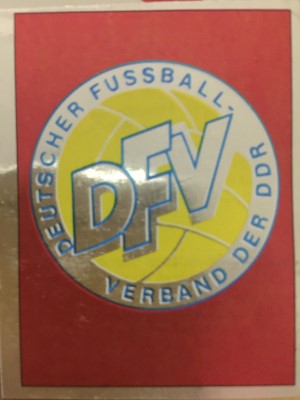 DEUTSCHER FUSSBALL-
DFV
VERBAND DER DDR